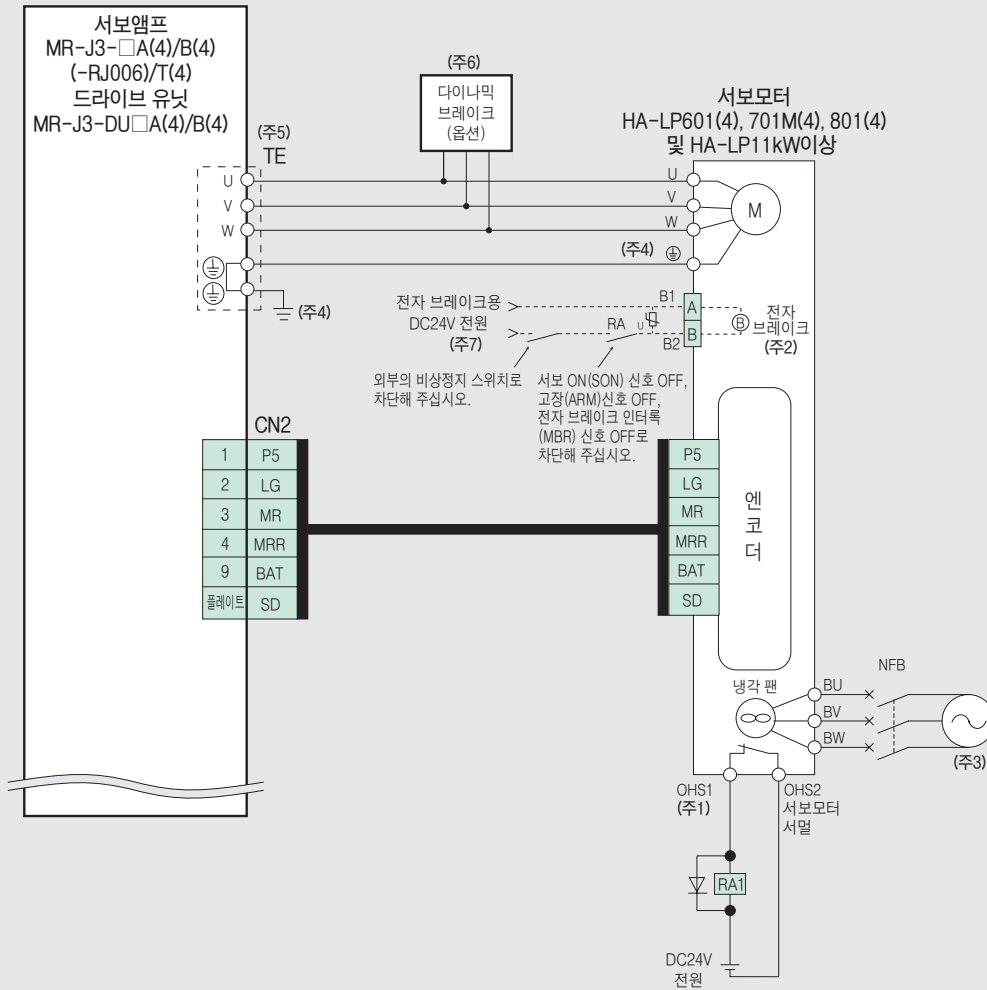 서보앰프
MR-J3-□A(4)/B(4)
(-RJ006)/T(4)
드라이브 유닛
MR-J3-DU□A(4)/B(4)
(주5)
TE
U
V
W
(주4)
(주6)
다이나믹
브레이크
(옵션)
서보모터
HA-LP601(4), 701M(4), 801(4)
및 HA-LP11kW이상
U
V
W
(주4)
M
전자 브레이크용
DC24V 전원
(주7)
RA
U
B1
B2
A
B
B
전자
브레이크
(주2)
외부의 비상정지 스위치로
차단해 주십시오.
서보 ON(SON) 신호 OFF,
고장(ARM)신호 OFF,
전자 브레이크 인터록
(MBR) 신호 OFF로
차단해 주십시오.
CN2
1 P5
2 LG
3 MR
4 MRR
9 BAT
플레이트 SD
P5
LG
MR
MRR
BAT
SD
엔코더
냉각 팬
BU
BV
BW
NFB
(주3)
OHS1
(주1)
OHS2
서보모터
서멀
RA1
DC24V
전원